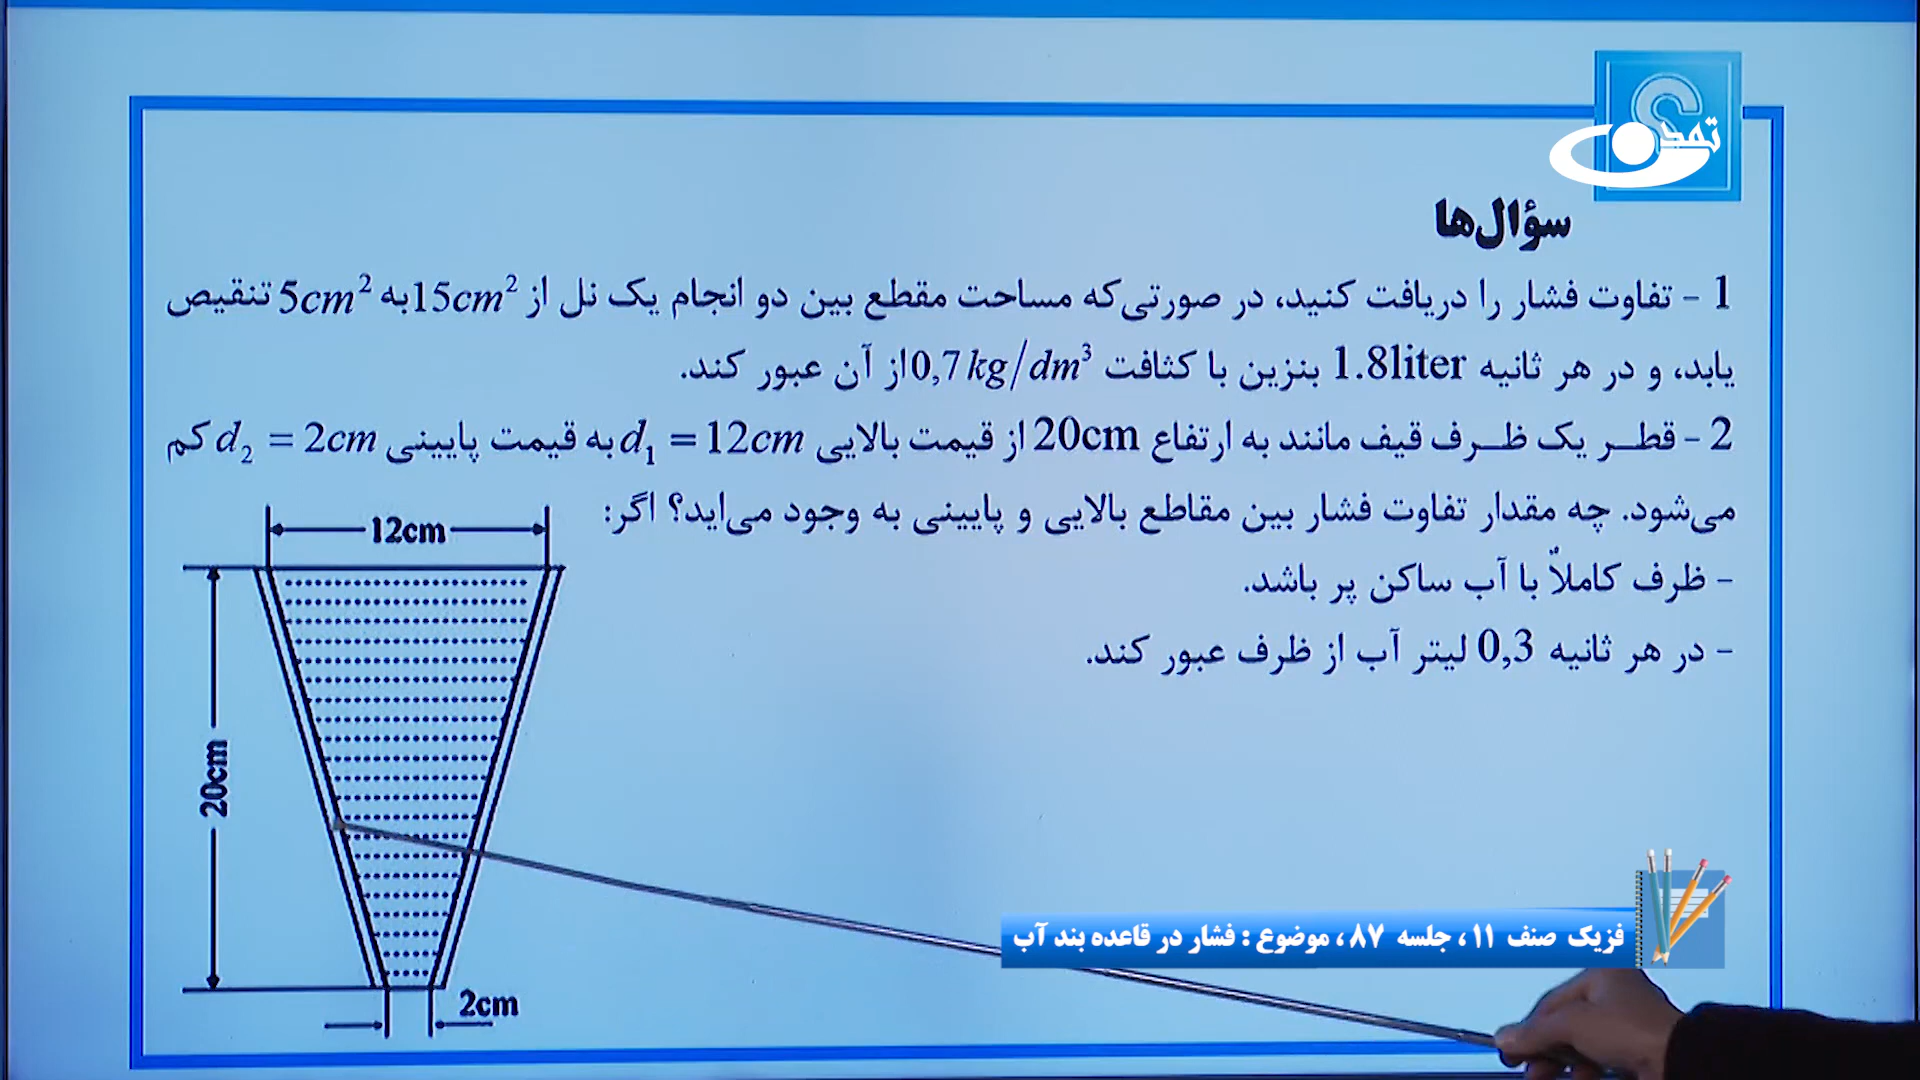 تمدن
سؤال‌ها
1 - تفاوت فشار را دریافت کنید، در صورتی‌که مساحت مقطع بین دو انجام یک نل از 15cm² به 5cm² تنقیص
یابد، و در هر ثانیه 1.8liter بنزین با کثافت 0,7kg/dm³ از آن عبور کند.
2 - قطر یک ظرف قیف مانند به ارتفاع 20cm از قیمت بالایی d₁ = 12cm به قیمت پایینی d₂ = 2cm کم
می‌شود. چه مقدار تفاوت فشار بین مقاطع بالایی و پایینی به وجود می‌اید؟ اگر:
- ظرف کاملاٌ با آب ساکن پر باشد.
- در هر ثانیه 0,3 لیتر آب از ظرف عبور کند.
12cm
20cm
2cm
فزیک صنف ۱۱، جلسه ۸۷، موضوع : فشار در قاعده بند آب